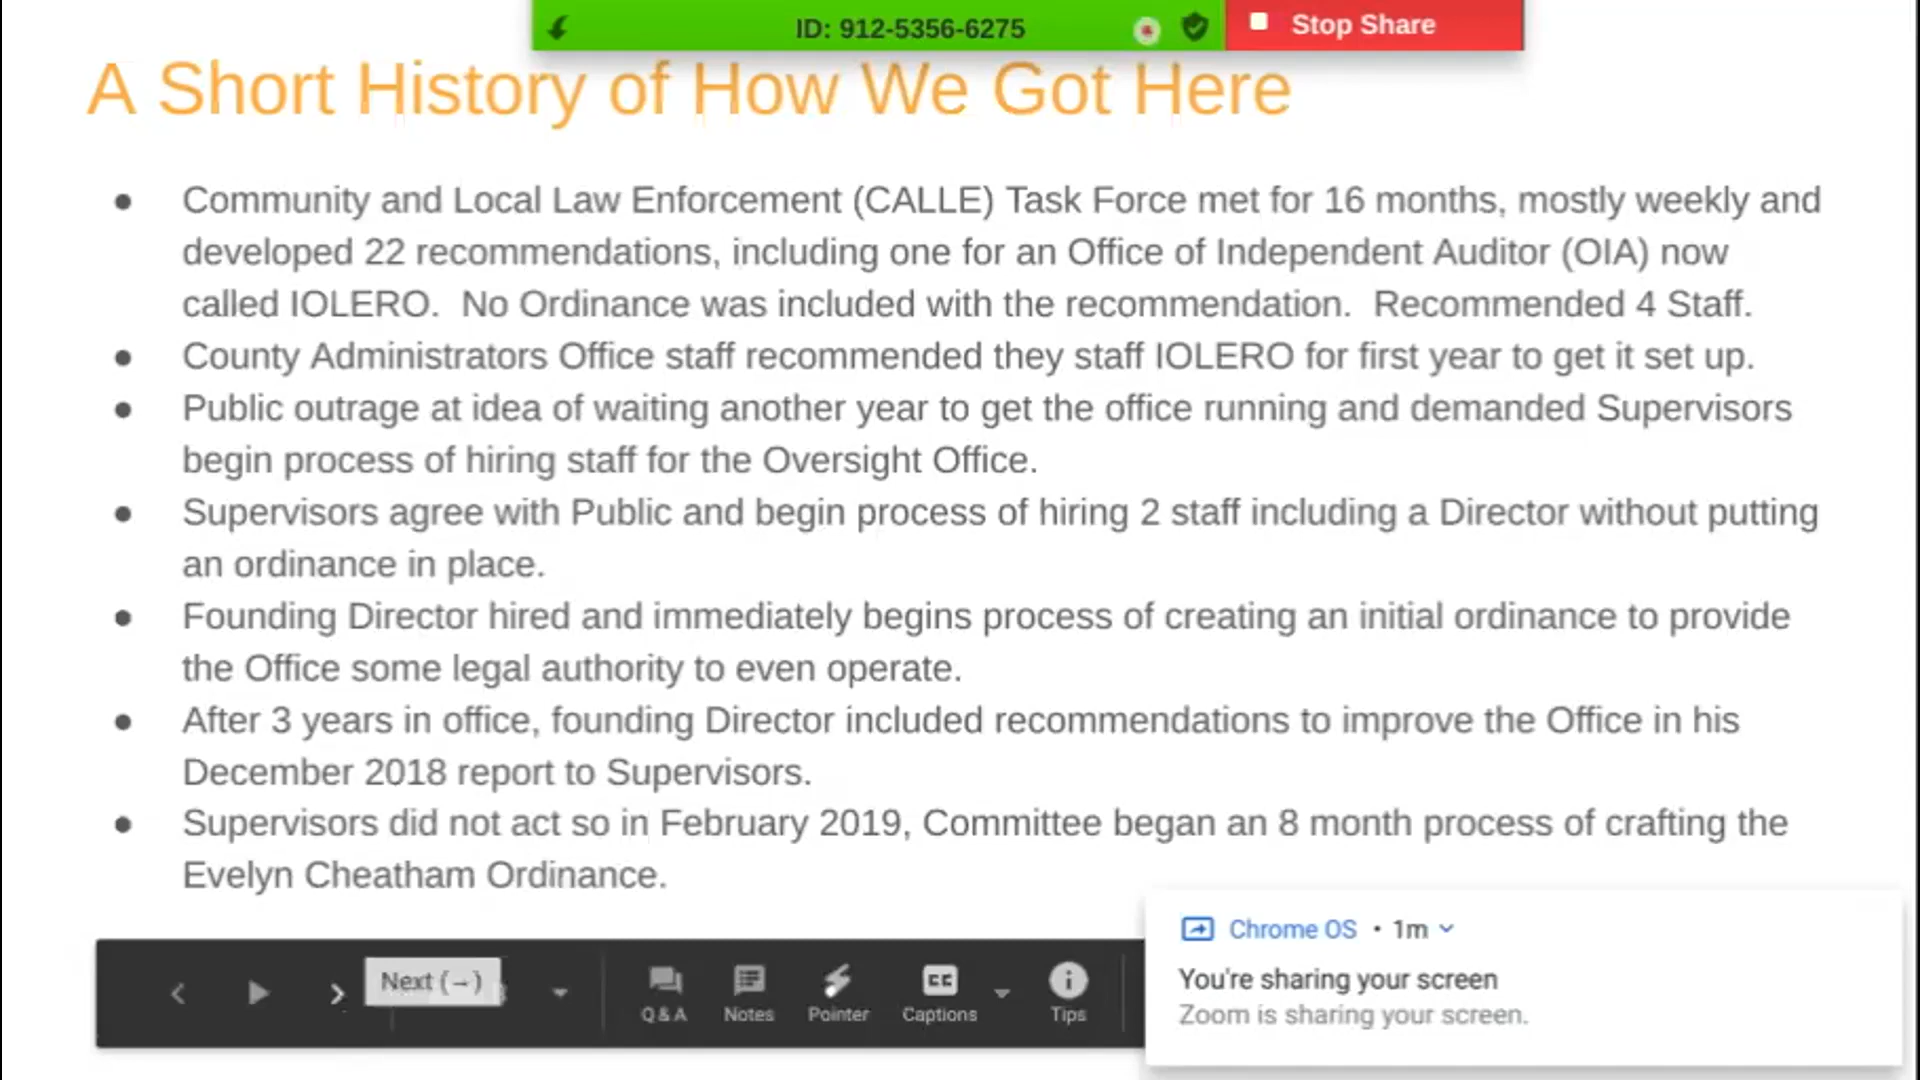 ID: 912-5356-6275
Stop Share
A Short History of How We Got Here
● Community and Local Law Enforcement (CALLE) Task Force met for 16 months, mostly weekly and
developed 22 recommendations, including one for an Office of Independent Auditor (OIA) now
called IOLERO.  No Ordinance was included with the recommendation.  Recommended 4 Staff.
● County Administrators Office staff recommended they staff IOLERO for first year to get it set up.
● Public outrage at idea of waiting another year to get the office running and demanded Supervisors
begin process of hiring staff for the Oversight Office.
● Supervisors agree with Public and begin process of hiring 2 staff including a Director without putting
an ordinance in place.
● Founding Director hired and immediately begins process of creating an initial ordinance to provide
the Office some legal authority to even operate.
● After 3 years in office, founding Director included recommendations to improve the Office in his
December 2018 report to Supervisors.
● Supervisors did not act so in February 2019, Committee began an 8 month process of crafting the
Evelyn Cheatham Ordinance.
Chrome OS • 1m
You're sharing your screen
Zoom is sharing your screen.
Next (→)
Q & A Notes Pointer Captions Tips